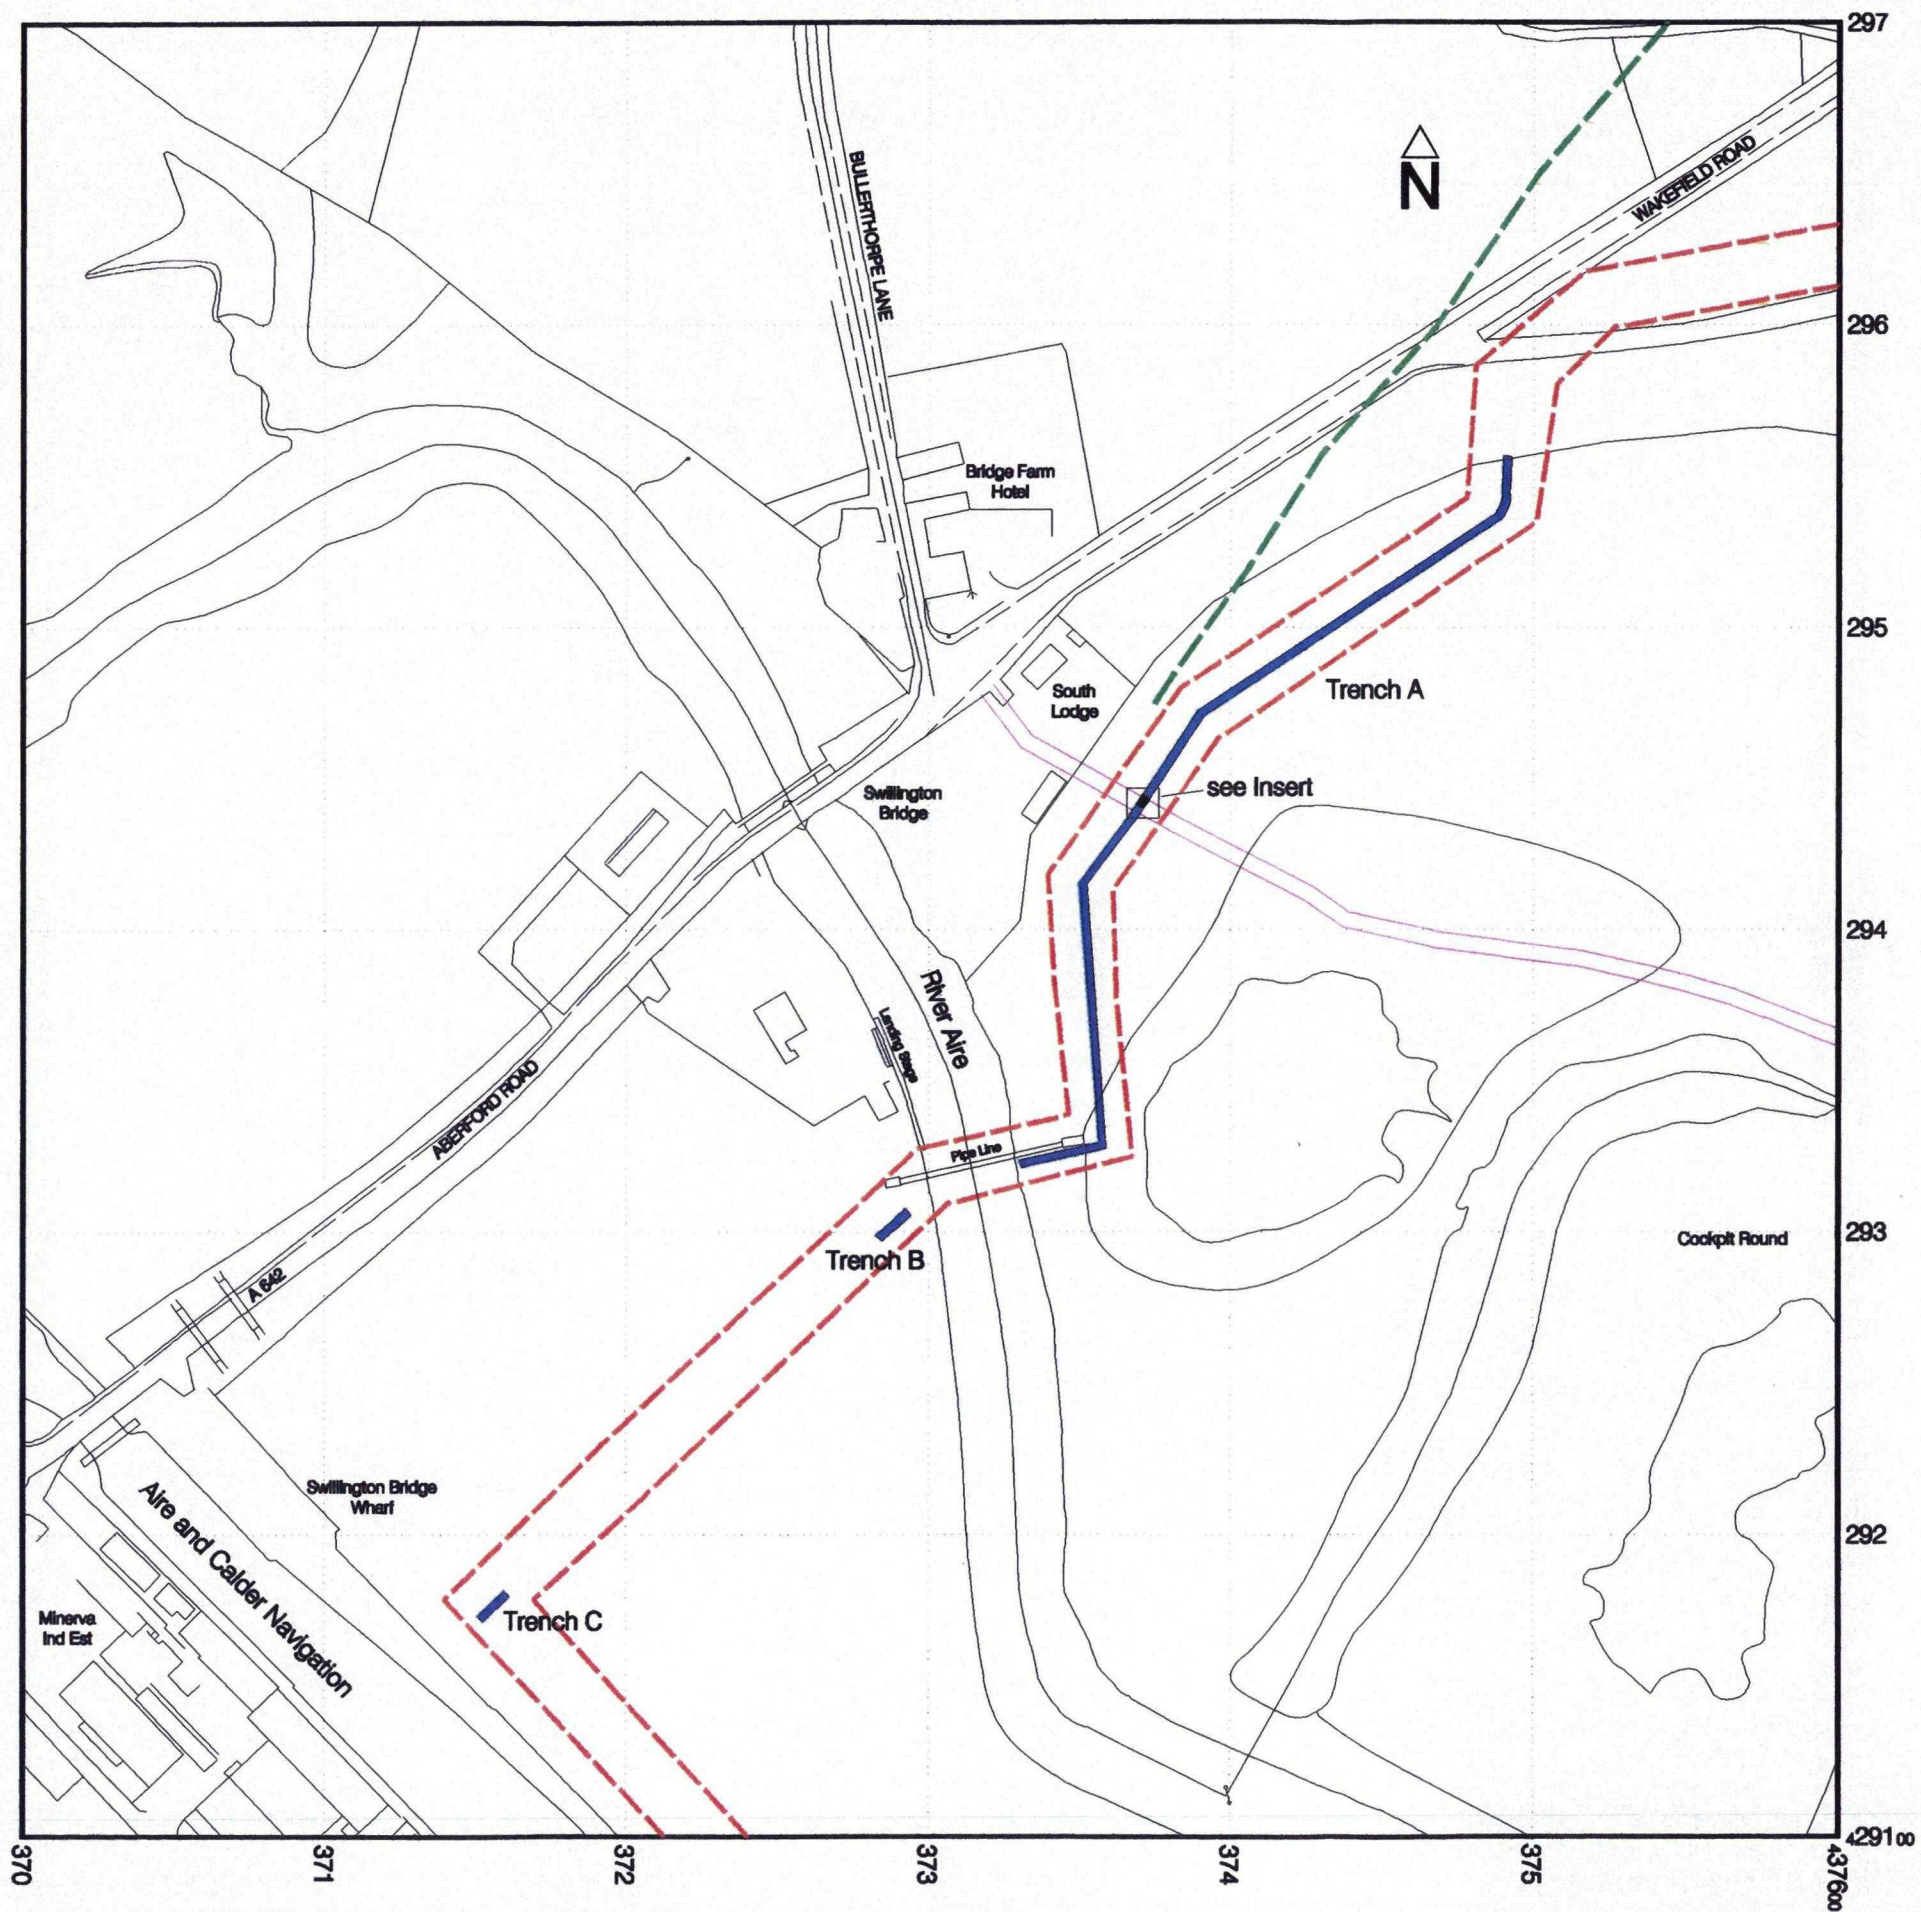 297
N
WAKEFIELD ROAD
BULLERTHORPE LANE
296
Bridge Farm
Hotel
295
Trench A
South
Lodge
see Insert
Swillington
Bridge
294
River Aire
Landing Stage
ABERFORD ROAD
Pipe Line
293
Cockpit Round
Trench B
A 642
292
Swillington Bridge
Wharf
Aire and Calder Navigation
Minerva
Ind Est
Trench C
429100
370
371
372
373
374
375
437600